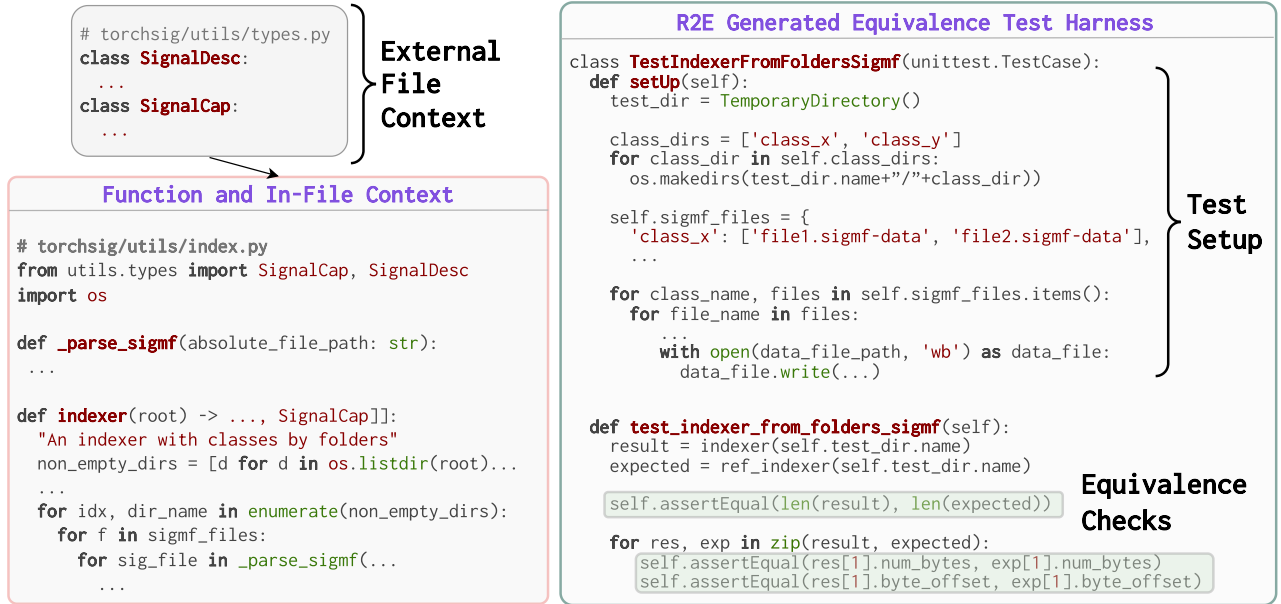 # torchsig/utils/types.py
class SignalDesc:
...
class SignalCap:
...
External
File
Context
Function and In-File Context
# torchsig/utils/index.py
from utils.types import SignalCap, SignalDesc
import os
def _parse_sigmf(absolute_file_path: str):
...
def indexer(root) -> ..., SignalCap]]:
"An indexer with classes by folders"
non_empty_dirs = [d for d in os.listdir(root)...
...
for idx, dir_name in enumerate(non_empty_dirs):
for f in sigmf_files:
for sig_file in _parse_sigmf(...
...
R2E Generated Equivalence Test Harness
class TestIndexerFromFoldersSigmf(unittest.TestCase):
def setUp(self):
test_dir = TemporaryDirectory()
class_dirs = ['class_x', 'class_y']
for class_dir in self.class_dirs:
os.makedirs(test_dir.name+”/”+class_dir))
self.sigmf_files = {
'class_x': ['file1.sigmf-data', 'file2.sigmf-data'],
...
for class_name, files in self.sigmf_files.items():
for file_name in files:
...
with open(data_file_path, 'wb') as data_file:
data_file.write(...)
Test
Setup
def test_indexer_from_folders_sigmf(self):
result = indexer(self.test_dir.name)
expected = ref_indexer(self.test_dir.name)
self.assertEqual(len(result), len(expected))
for res, exp in zip(result, expected):
self.assertEqual(res[1].num_bytes, exp[1].num_bytes)
self.assertEqual(res[1].byte_offset, exp[1].byte_offset)
Equivalence
Checks